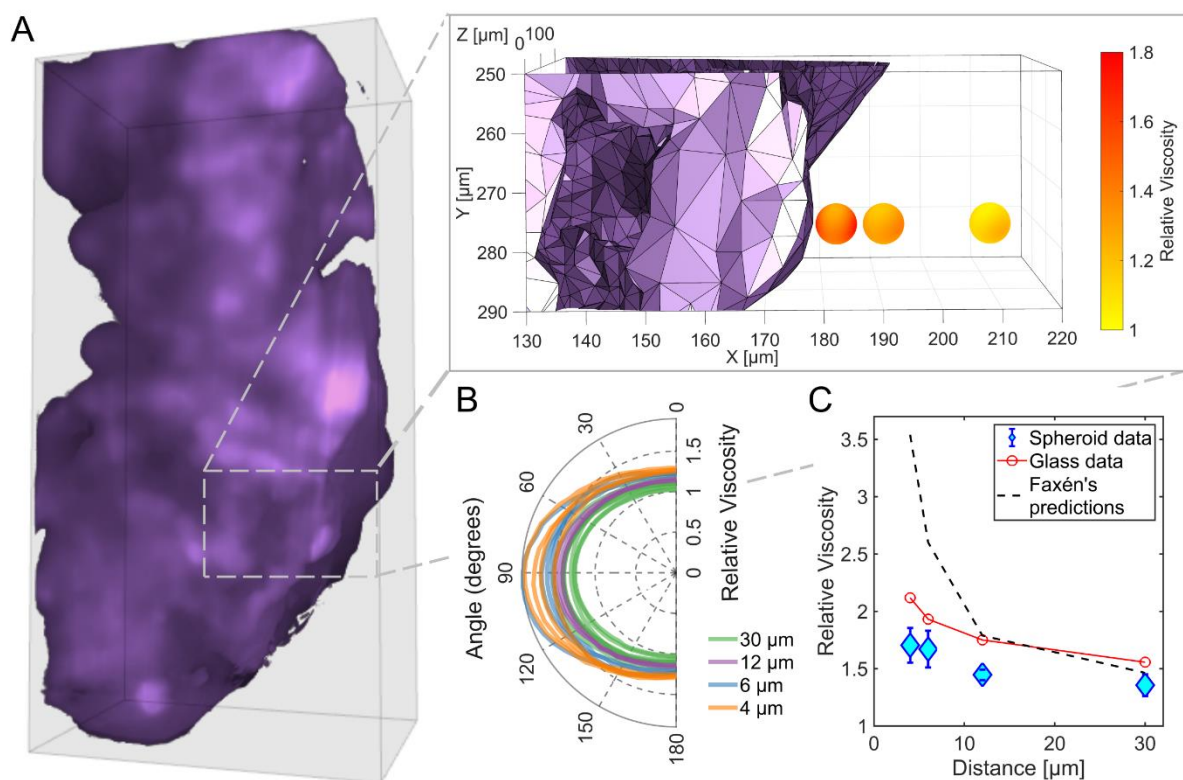 A
Z [µm]
0
100
250
260
270
280
290
Y [µm]
130
140
150
160
170
180
190
200
210
220
X [µm]
1.8
1.6
1.4
1.2
1
Relative Viscosity
B
0
30
60
90
120
150
180
Angle (degrees)
1.5
1
0.5
0
Relative Viscosity
30 µm
12 µm
6 µm
4 µm
C
3.5
3
2.5
2
1.5
1
Relative Viscosity
Spheroid data
Glass data
Faxén's
predictions
0
10
20
30
Distance [µm]